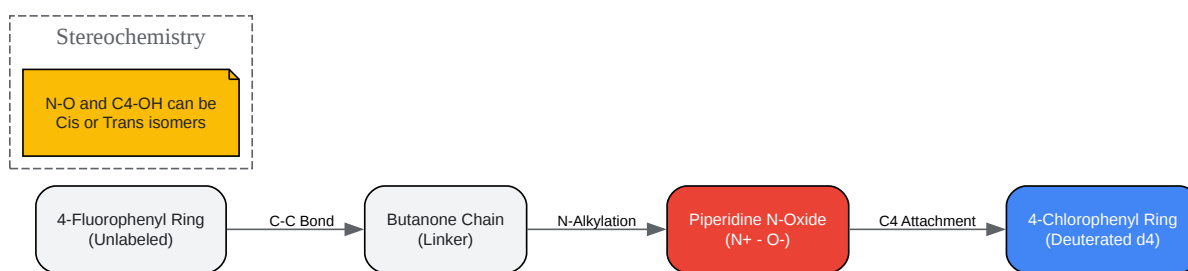 Stereochemistry
N-O and C4-OH can be
Cis or Trans isomers
4-Fluorophenyl Ring
(Unlabeled)
C-C Bond
Butanone Chain
(Linker)
N-Alkylation
Piperidine N-Oxide
(N+ - O-)
C4 Attachment
4-Chlorophenyl Ring
(Deuterated d4)